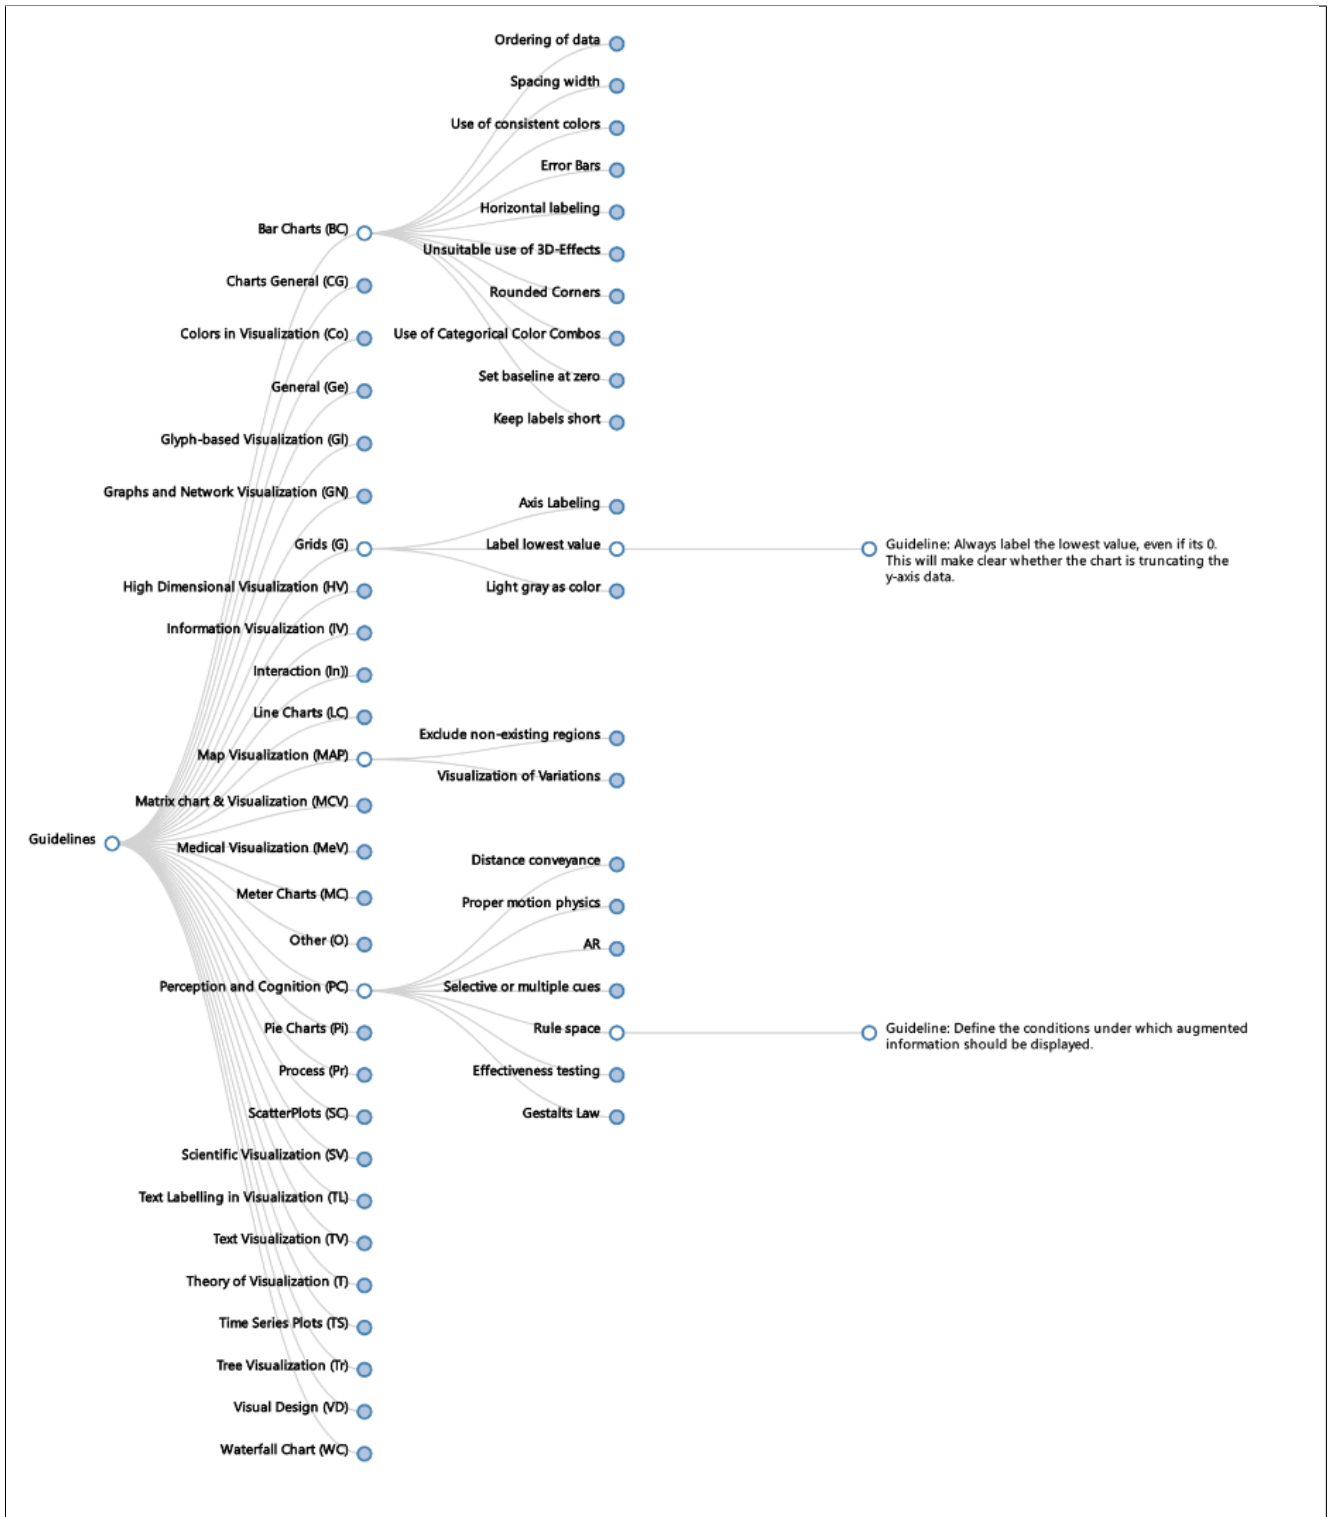 Ordering of data
Spacing width
Use of consistent colors
Error Bars
Horizontal labeling
Bar Charts (BC)
Unsuitable use of 3D-Effects
Charts General (CG)
Rounded Corners
Colors in Visualization (Co)
Use of Categorical Color Combos
Set baseline at zero
General (Ge)
Keep labels short
Glyph-based Visualization (Gl)
Graphs and Network Visualization (GN)
Axis Labeling
Grids (G)
Label lowest value
Guideline: Always label the lowest value, even if its 0.
This will make clear whether the chart is truncating the
y-axis data.
High Dimensional Visualization (HV)
Light gray as color
Information Visualization (IV)
Interaction (In))
Line Charts (LC)
Exclude non-existing regions
Map Visualization (MAP)
Visualization of Variations
Matrix chart & Visualization (MCV)
Guidelines
Medical Visualization (MeV)
Distance conveyance
Meter Charts (MC)
Proper motion physics
Other (O)
AR
Perception and Cognition (PC)
Selective or multiple cues
Pie Charts (Pi)
Rule space
Guideline: Define the conditions under which augmented
information should be displayed.
Process (Pr)
Effectiveness testing
ScatterPlots (SC)
Gestalts Law
Scientific Visualization (SV)
Text Labelling in Visualization (TL)
Text Visualization (TV)
Theory of Visualization (T)
Time Series Plots (TS)
Tree Visualization (Tr)
Visual Design (VD)
Waterfall Chart (WC)